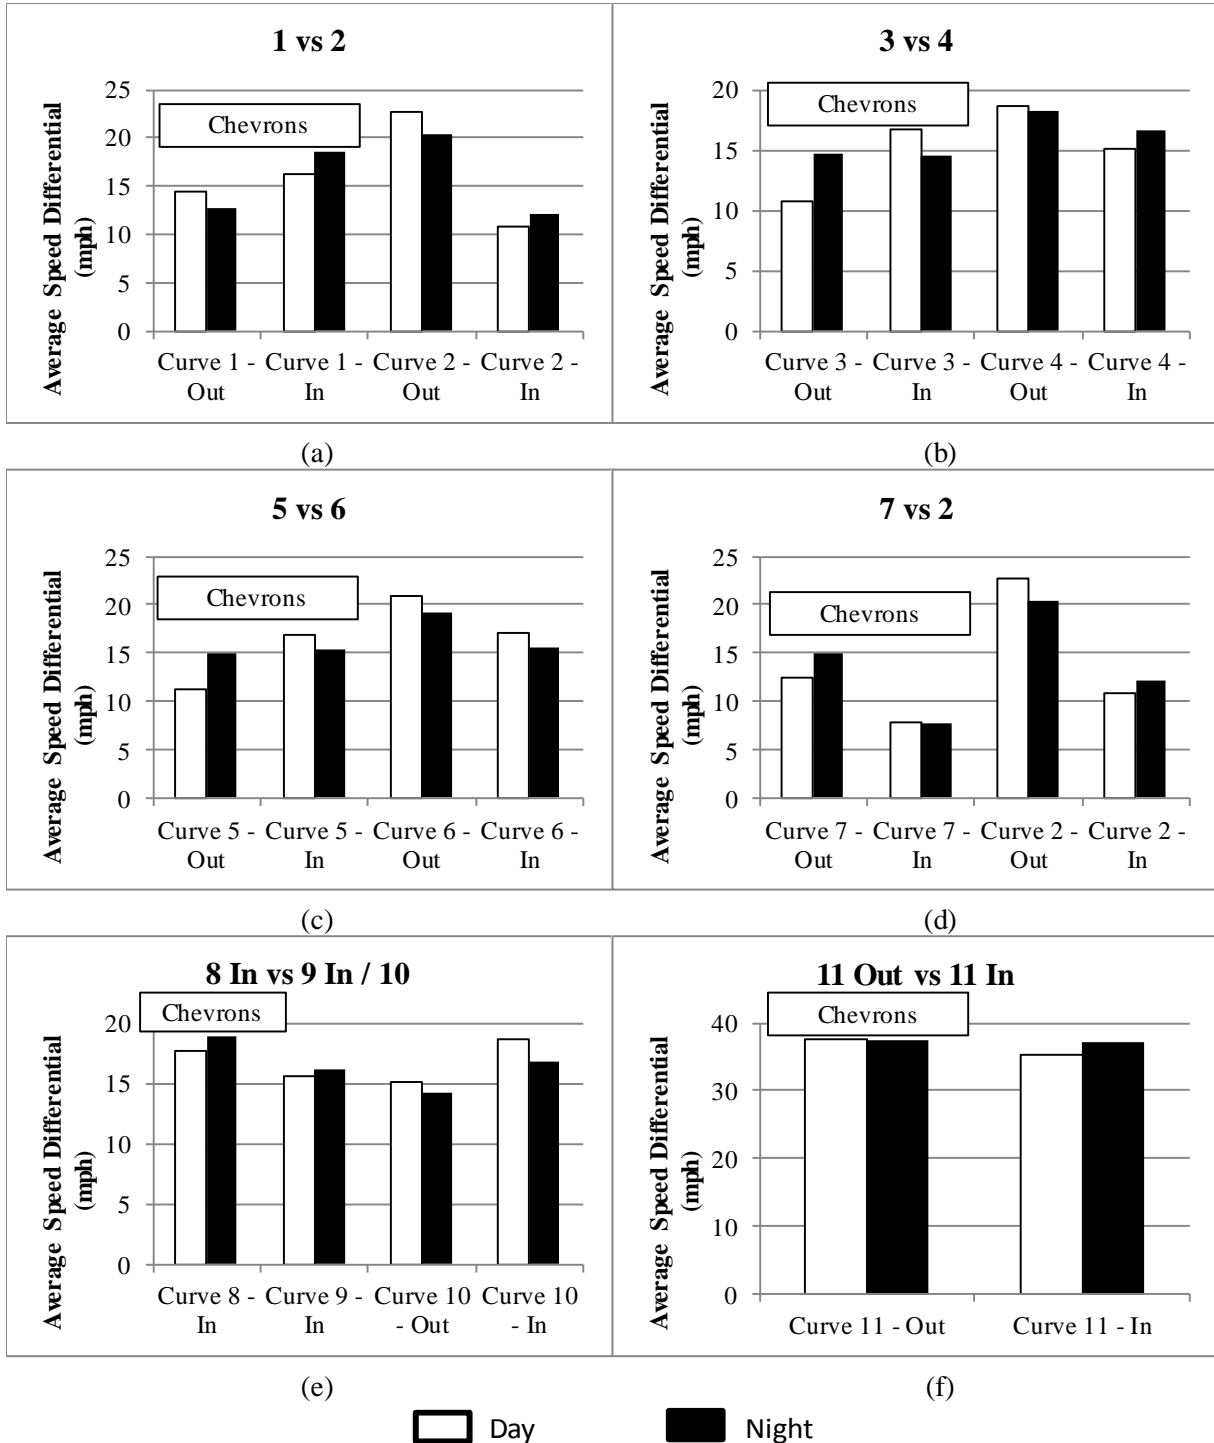 1 vs 2
Average Speed Differential
(mph)
25
20
15
10
5
0
Chevrons
Curve 1 - Curve 1 - Curve 2 - Curve 2 -
Out In Out In
(a)
3 vs 4
Average Speed Differential
(mph)
20
15
10
5
0
Chevrons
Curve 3 - Curve 3 - Curve 4 - Curve 4 -
Out In Out In
(b)
5 vs 6
Average Speed Differential
(mph)
25
20
15
10
5
0
Chevrons
Curve 5 - Curve 5 - Curve 6 - Curve 6 -
Out In Out In
(c)
7 vs 2
Average Speed Differential
(mph)
25
20
15
10
5
0
Chevrons
Curve 7 - Curve 7 - Curve 2 - Curve 2 -
Out In Out In
(d)
8 In vs 9 In / 10
Average Speed Differential
(mph)
20
15
10
5
0
Chevrons
Curve 8 - Curve 9 - Curve 10 Curve 10
In In - Out - In
(e)
11 Out vs 11 In
Average Speed Differential
(mph)
40
30
20
10
0
Chevrons
Curve 11 - Out Curve 11 - In
(f)
Day Night